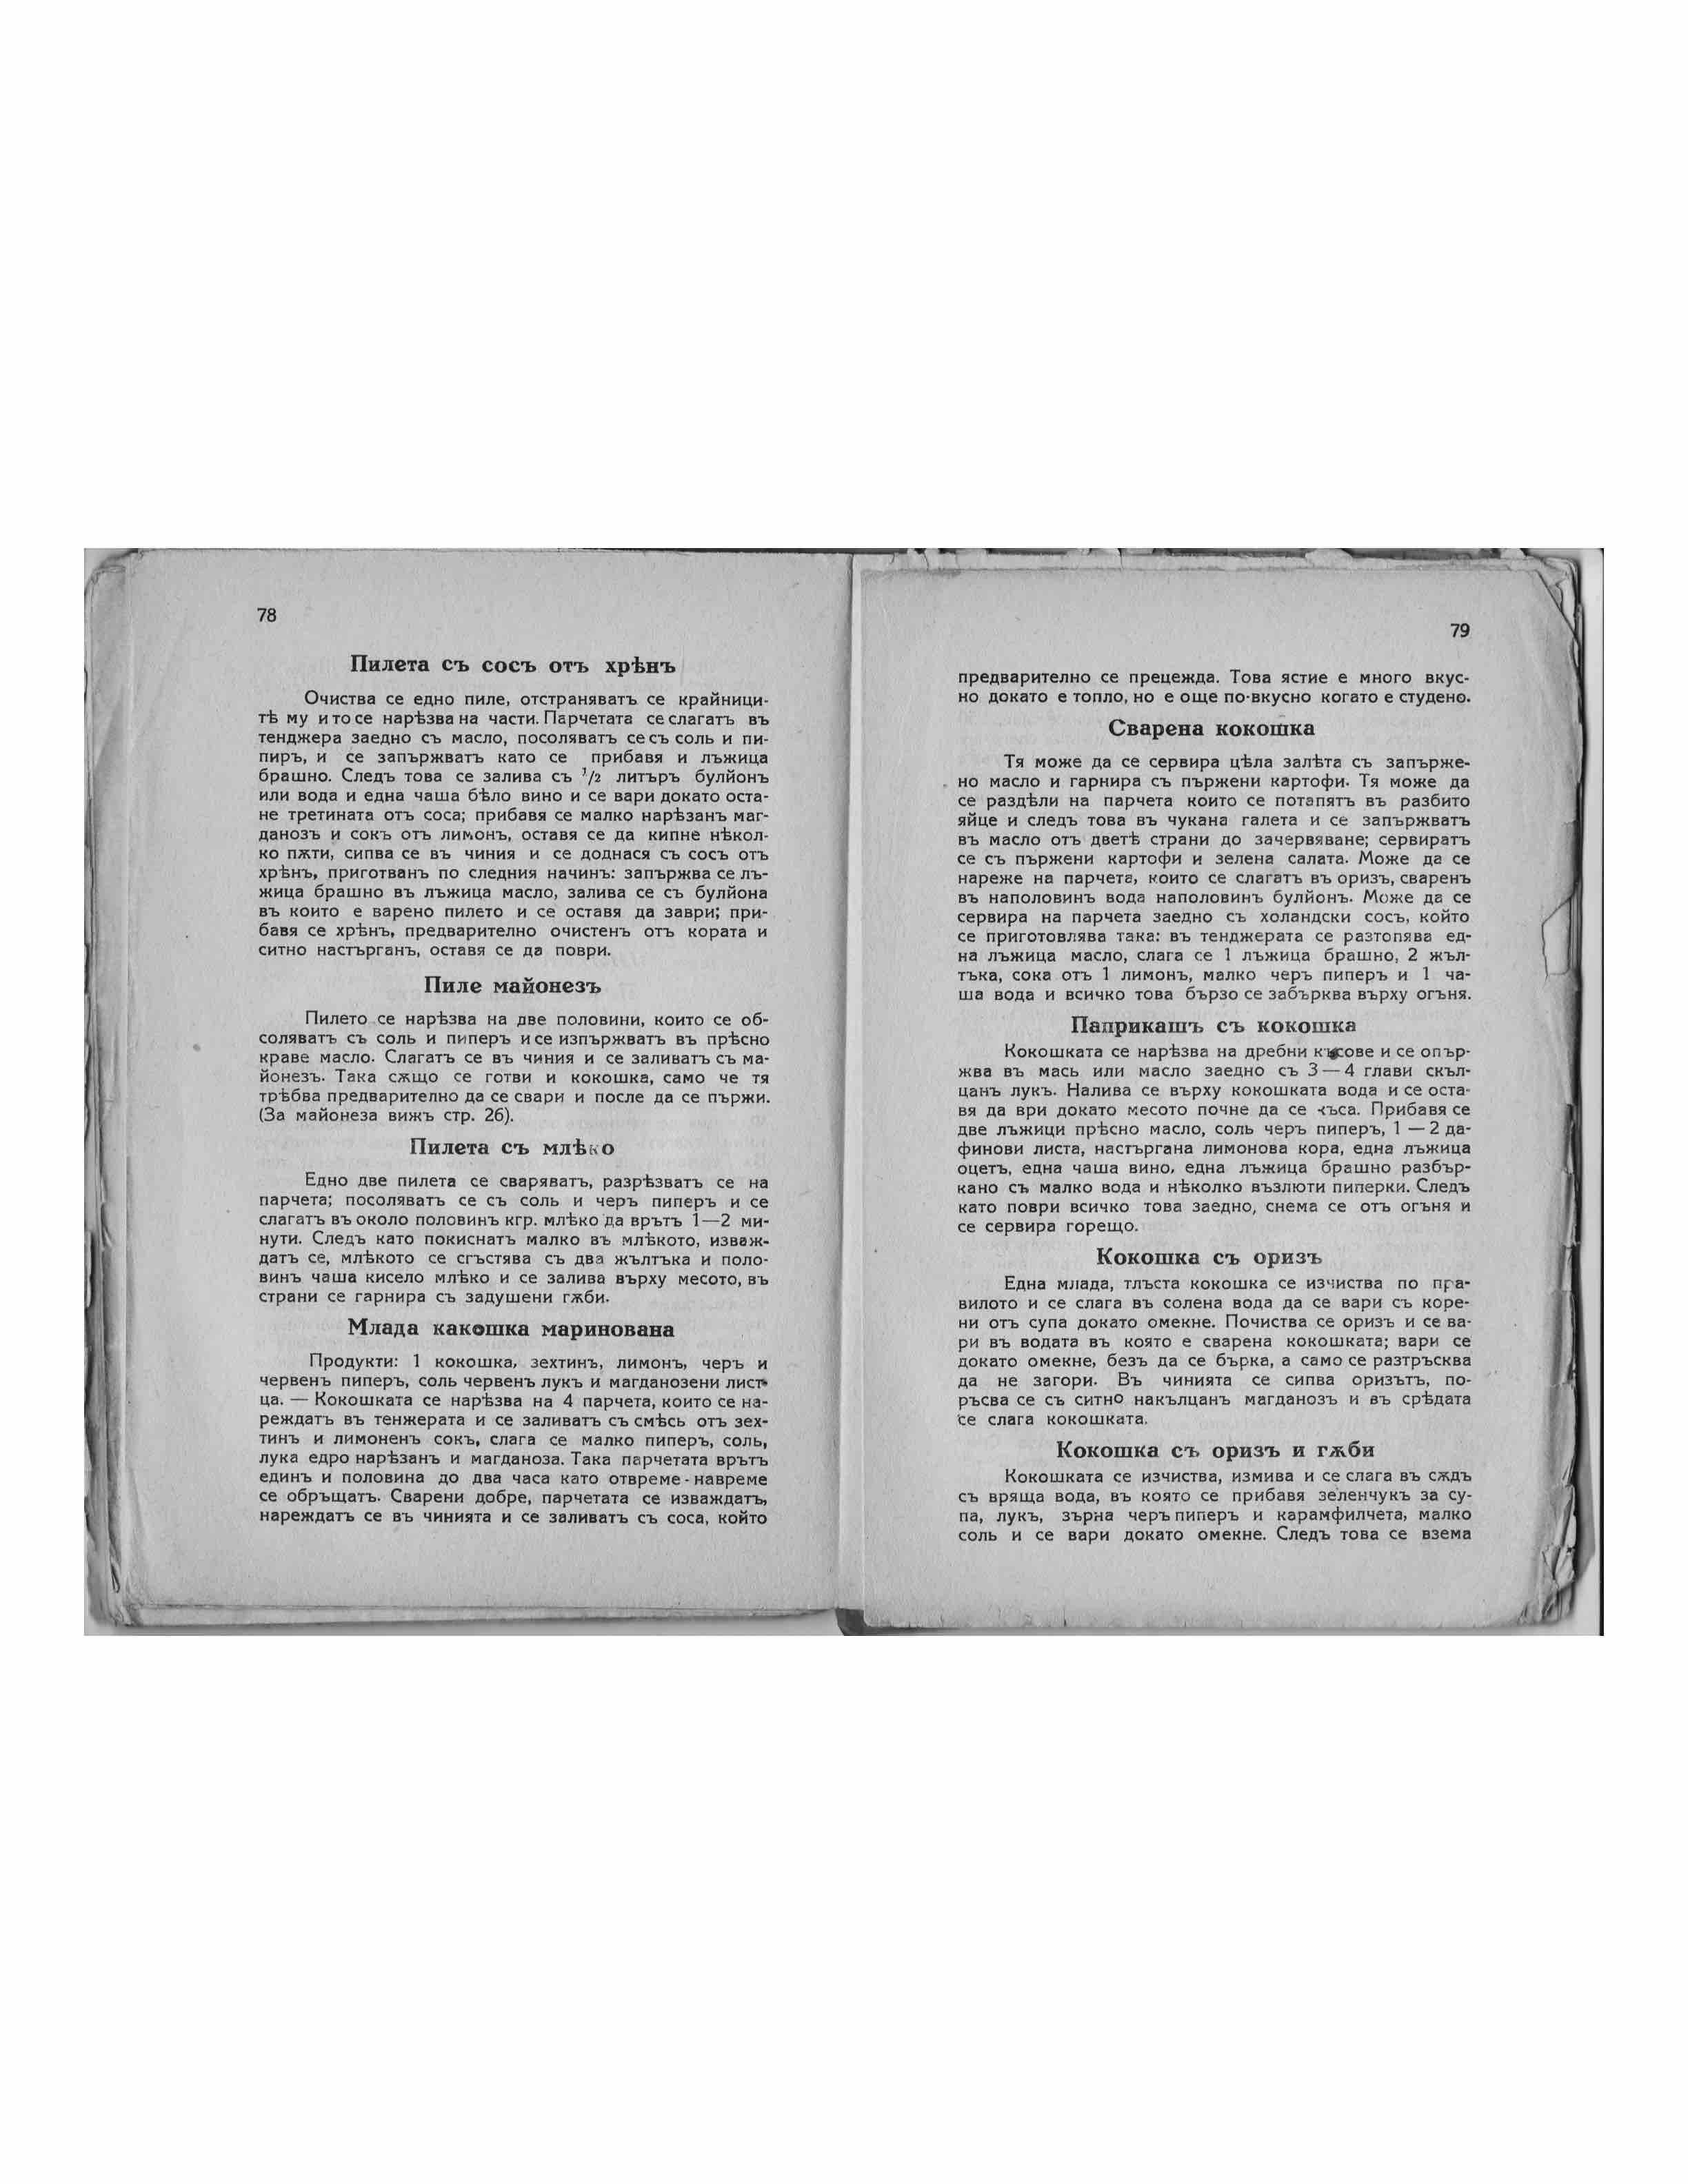 78
Пилета съ сосъ отъ хрѣнъ
Очиства се едно пиле, отстраняватъ се крайници-
тѣ му и то се нарѣзва на части. Парчетата се слагатъ въ
тенджера заедно съ масло, посоляватъ се съ соль и пи-
пиръ, и се запържватъ като се прибавя и лъжица
брашно. Следъ това се залива съ 1/2 литъръ булйонъ
или вода и една чаша бѣло вино и се вари докато оста-
не третината отъ соса; прибавя се малко нарѣзанъ маг-
данозъ и сокъ отъ лимонъ, оставя се да кипне нѣкол-
ко пѫти, сипва се въ чиния и се доднася съ сосъ отъ
хрѣнъ, приготванъ по следния начинъ: запържва се лъ-
жица брашно въ лъжица масло, залива се съ булйона
въ които е варено пилето и се оставя да заври; при-
бавя се хрѣнъ, предварително очистенъ отъ кората и
ситно настърганъ, оставя се да поври.
Пиле майонезъ
Пилето се нарѣзва на две половини, които се об-
соляватъ съ соль и пиперъ и се изпържватъ въ прѣсно
краве масло. Слагатъ се въ чиния и се заливатъ съ ма-
йонезъ. Така сѫщо се готви и кокошка, само че тя
трѣбва предварително да се свари и после да се пържи.
(За майонеза вижъ стр. 26).
Пилета съ млѣко
Едно две пилета се сваряватъ, разрѣзватъ се на
парчета; посоляватъ се съ соль и черъ пиперъ и се
слагатъ въ около половинъ кгр. млѣко да врътъ 1—2 ми-
нути. Следъ като покиснатъ малко въ млѣкото, изваж-
датъ се, млѣкото се сгъстява съ два жълтъка и поло-
винъ чаша кисело млѣко и се залива върху месото, въ
страни се гарнира съ задушени гѫби.
Млада какошка маринована
Продукти: 1 кокошка, зехтинъ, лимонъ, черъ и
червенъ пиперъ, соль червенъ лукъ и магданозени лист-
ца. — Кокошката се нарѣзва на 4 парчета, които се на-
реждатъ въ тенжерата и се заливатъ съ смѣсь отъ зех-
тинъ и лимоненъ сокъ, слага се малко пиперъ, соль,
лука едро нарѣзанъ и магданоза. Така парчетата врътъ
единъ и половина до два часа като отвреме - навреме
се обръщатъ. Сварени добре, парчетата се изваждатъ,
нареждатъ се въ чинията и се заливатъ съ соса, който
79
предварително се прецежда. Това ястие е много вкус-
но докато е топло, но е още по-вкусно когато е студено.
Сварена кокошка
Тя може да се сервира цѣла залѣта съ запърже-
но масло и гарнира съ пържени картофи. Тя може да
се раздѣли на парчета които се потапятъ въ разбито
яйце и следъ това въ чукана галета и се запържватъ
въ масло отъ дветѣ страни до зачервяване; сервиратъ
се съ пържени картофи и зелена салата. Може да се
нареже на парчета, които се слагатъ въ оризъ, сваренъ
въ наполовинъ вода наполовинъ булйонъ. Може да се
сервира на парчета заедно съ холандски сосъ, който
се приготовлява така: въ тенджерата се разтопява ед-
на лъжица масло, слага се 1 лъжица брашно, 2 жъл-
тъка, сока отъ 1 лимонъ, малко черъ пиперъ и 1 ча-
ша вода и всичко това бързо се забърква върху огъня.
Паприкашъ съ кокошка
Кокошката се нарѣзва на дребни късове и се опър-
жва въ мась или масло заедно съ 3 — 4 глави скъл-
цанъ лукъ. Налива се върху кокошката вода и се оста-
вя да ври докато месото почне да се къса. Прибавя се
две лъжици прѣсно масло, соль черъ пиперъ, 1 — 2 да-
финови листа, настъргана лимонова кора, една лъжица
оцетъ, една чаша вино, една лъжица брашно разбър-
кано съ малко вода и нѣколко възлюти пиперки. Следъ
като поври всичко това заедно, снема се отъ огъня и
се сервира горещо.
Кокошка съ оризъ
Една млада, тлъста кокошка се изчиства по пра-
вилото и се слага въ солена вода да се вари съ коре-
ни отъ супа докато омекне. Почиства се оризъ и се ва-
ри въ водата въ която е сварена кокошката; вари се
докато омекне, безъ да се бърка, а само се разтръсква
да не загори. Въ чинията се сипва оризътъ, по-
ръсва се съ ситно накълцанъ магданозъ и въ срѣдата
се слага кокошката.
Кокошка съ оризъ и гѫби
Кокошката се изчиства, измива и се слага въ сѫдъ
съ вряща вода, въ която се прибавя зеленчукъ за су-
па, лукъ, зърна черъ пиперъ и карамфилчета, малко
соль и се вари докато омекне. Следъ това се взема